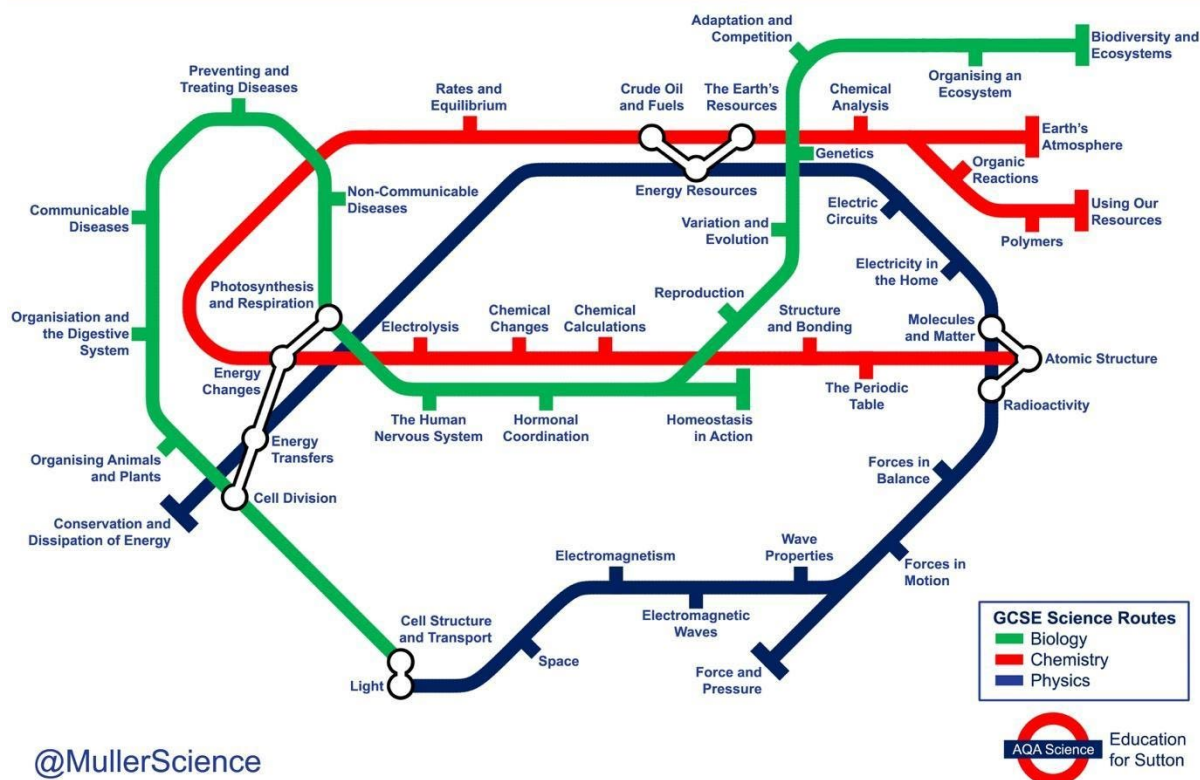 Adaptation and
Competition
Biodiversity and
Ecosystems
Organising an
Ecosystem
Preventing and
Treating Diseases
Rates and
Equilibrium
Crude Oil
and Fuels
The Earth's
Resources
Chemical
Analysis
Earth's
Atmosphere
Genetics
Organic
Reactions
Energy Resources
Non-Communicable
Diseases
Communicable
Diseases
Electric
Circuits
Using Our
Resources
Variation and
Evolution
Polymers
Electricity in
the Home
Photosynthesis
and Respiration
Reproduction
Organisiation and
the Digestive
System
Electrolysis
Chemical
Changes
Chemical
Calculations
Structure
and Bonding
Molecules
and Matter
Atomic Structure
Energy
Changes
The Periodic
Table
Radioactivity
The Human
Nervous System
Hormonal
Coordination
Homeostasis
in Action
Energy
Transfers
Organising Animals
and Plants
Cell Division
Forces in
Balance
Conservation and
Dissipation of Energy
Electromagnetism
Wave
Properties
Forces in
Motion
Cell Structure
and Transport
Electromagnetic
Waves
Space
Light
Force and
Pressure
GCSE Science Routes
Biology
Chemistry
Physics
@MullerScience
AQA Science
Education
for Sutton